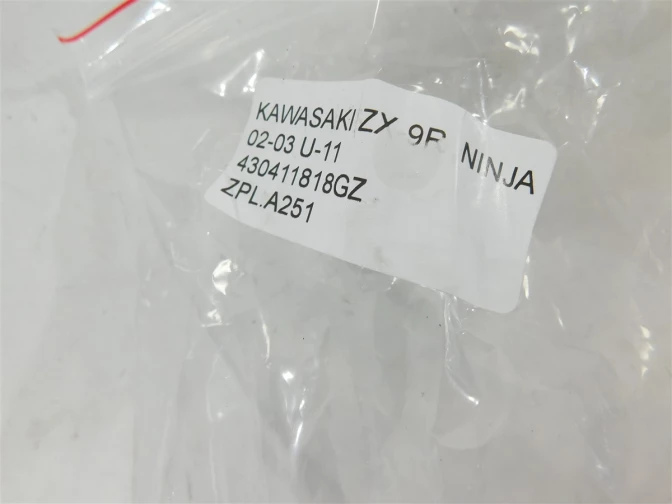 KAWASAKI ZX 9R NINJA
02-03 U-11
430411818GZ
ZPL.A251